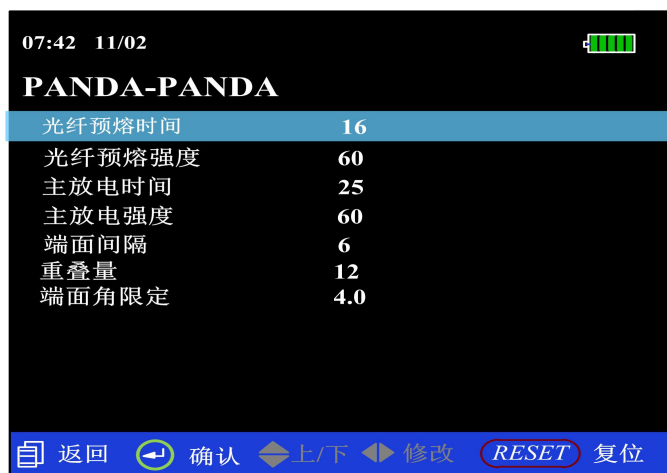 07:42 11/02
PANDA-PANDA
光纤预熔时间 16
光纤预熔强度 60
主放电时间 25
主放电强度 60
端面间隔 6
重叠量 12
端面角限定 4.0
返回 确认 上/下 修改 RESET 复位